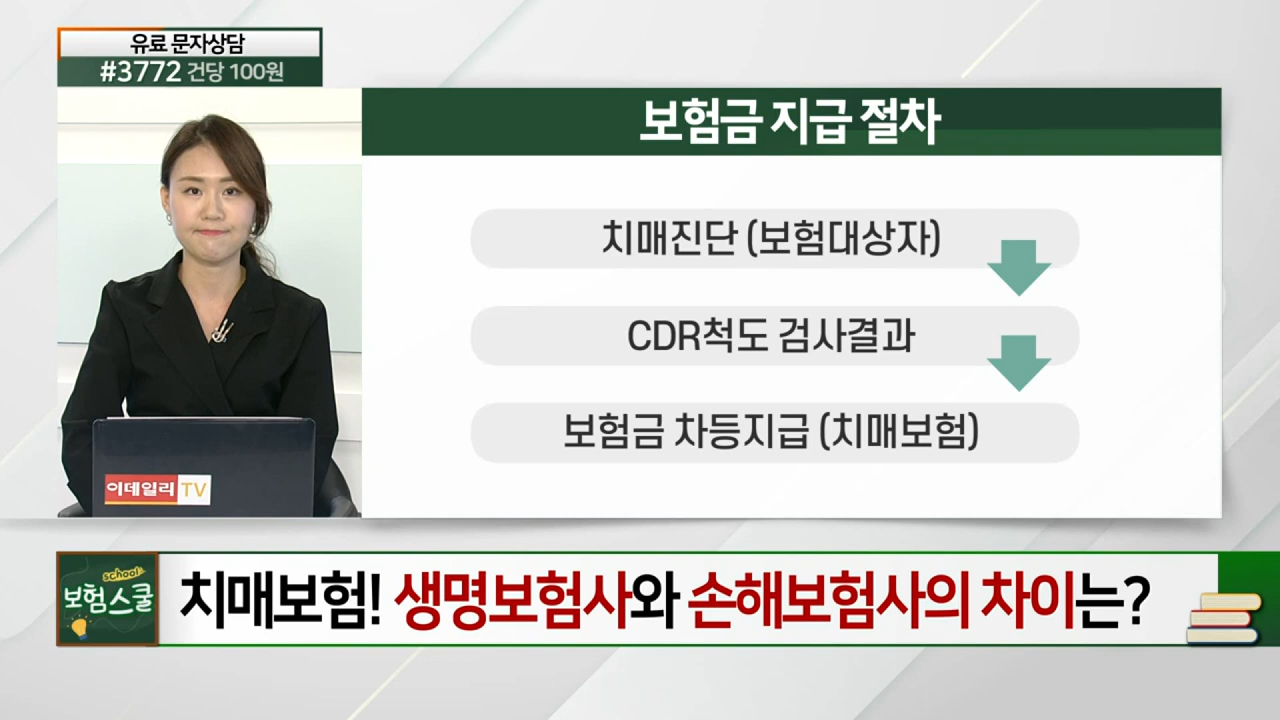 유료 문자상담
#3772 건당 100원
보험금 지급 절차
치매진단 (보험대상자)
CDR척도 검사결과
보험금 차등지급 (치매보험)
이데일리TV
school
보험스쿨
치매보험! 생명보험사와 손해보험사의 차이는?